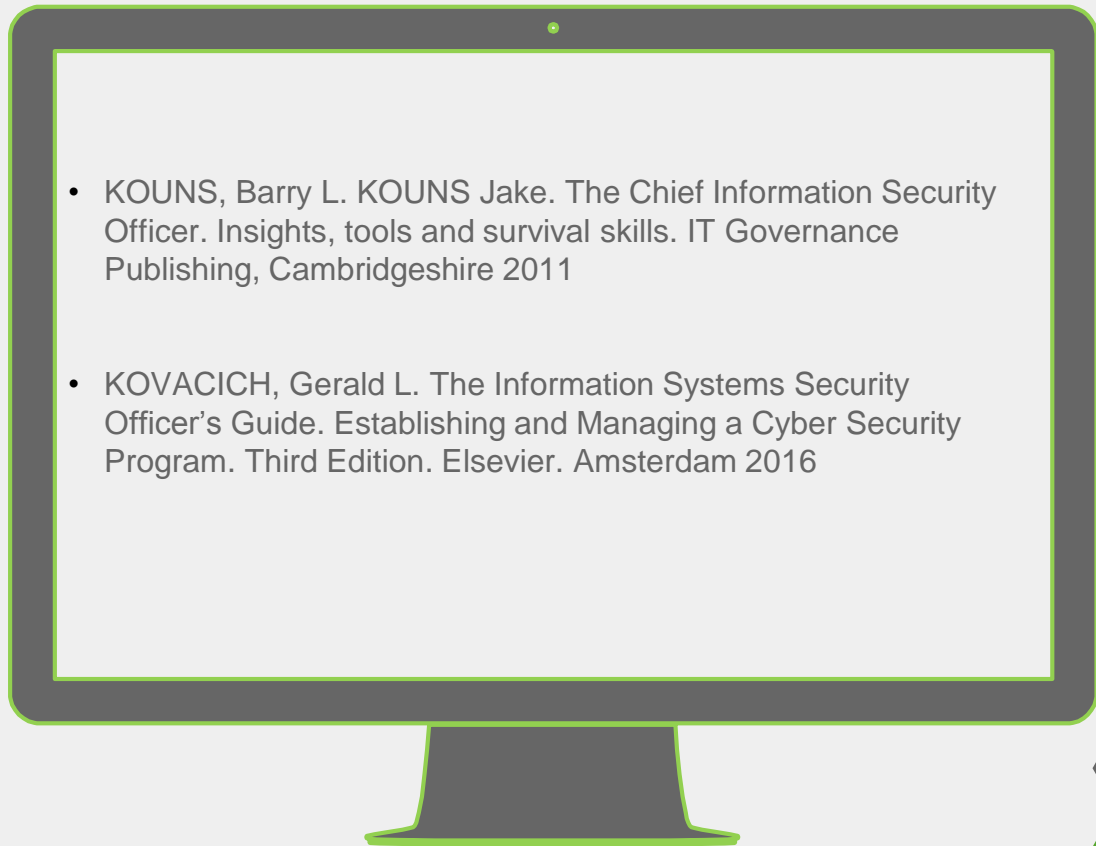 • KOUNS, Barry L. KOUNS Jake. The Chief Information Security
Officer. Insights, tools and survival skills. IT Governance
Publishing, Cambridgeshire 2011
• KOVACICH, Gerald L. The Information Systems Security
Officer’s Guide. Establishing and Managing a Cyber Security
Program. Third Edition. Elsevier. Amsterdam 2016